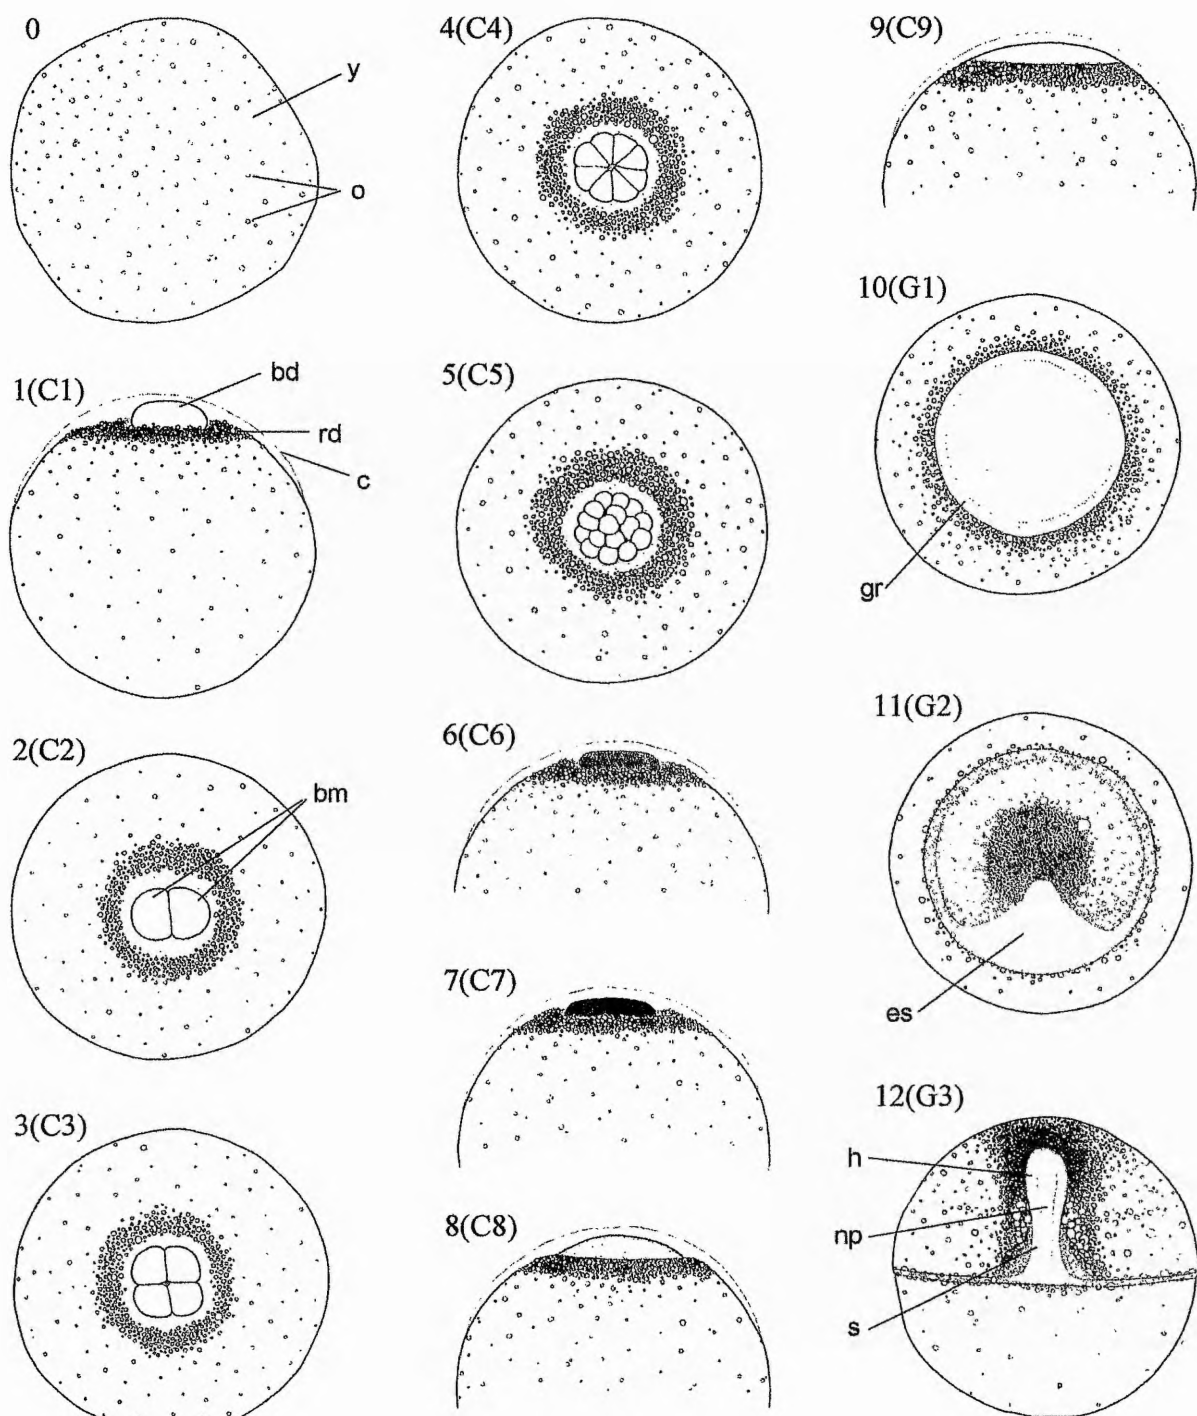 0
y
o
1(C1)
bd
rd
c
2(C2)
bm
3(C3)
4(C4)
5(C5)
6(C6)
7(C7)
8(C8)
9(C9)
10(G1)
gr
11(G2)
es
12(G3)
h
np
s